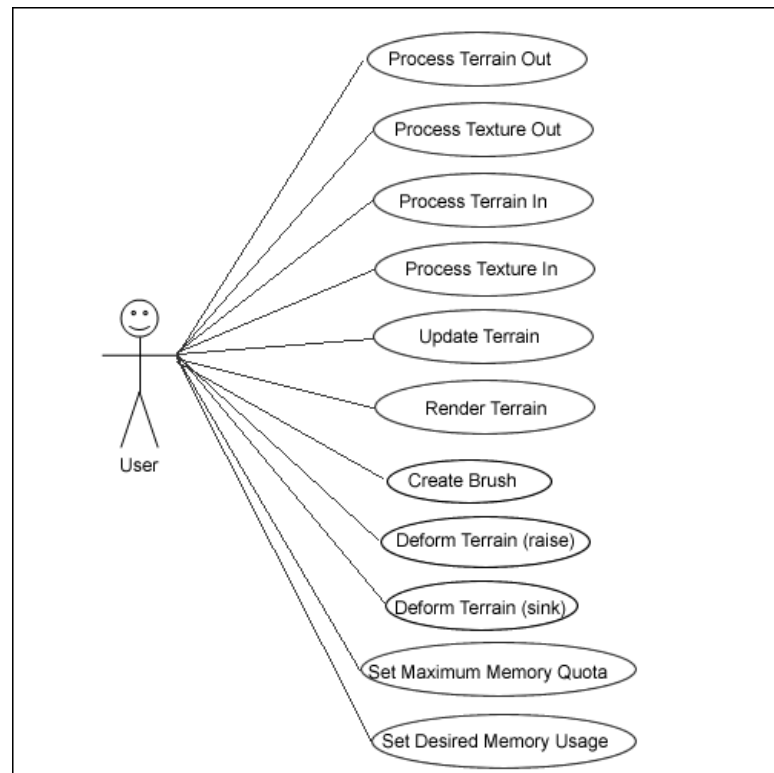 Process Terrain Out
Process Texture Out
Process Terrain In
Process Texture In
Update Terrain
Render Terrain
User
Create Brush
Deform Terrain (raise)
Deform Terrain (sink)
Set Maximum Memory Quota
Set Desired Memory Usage